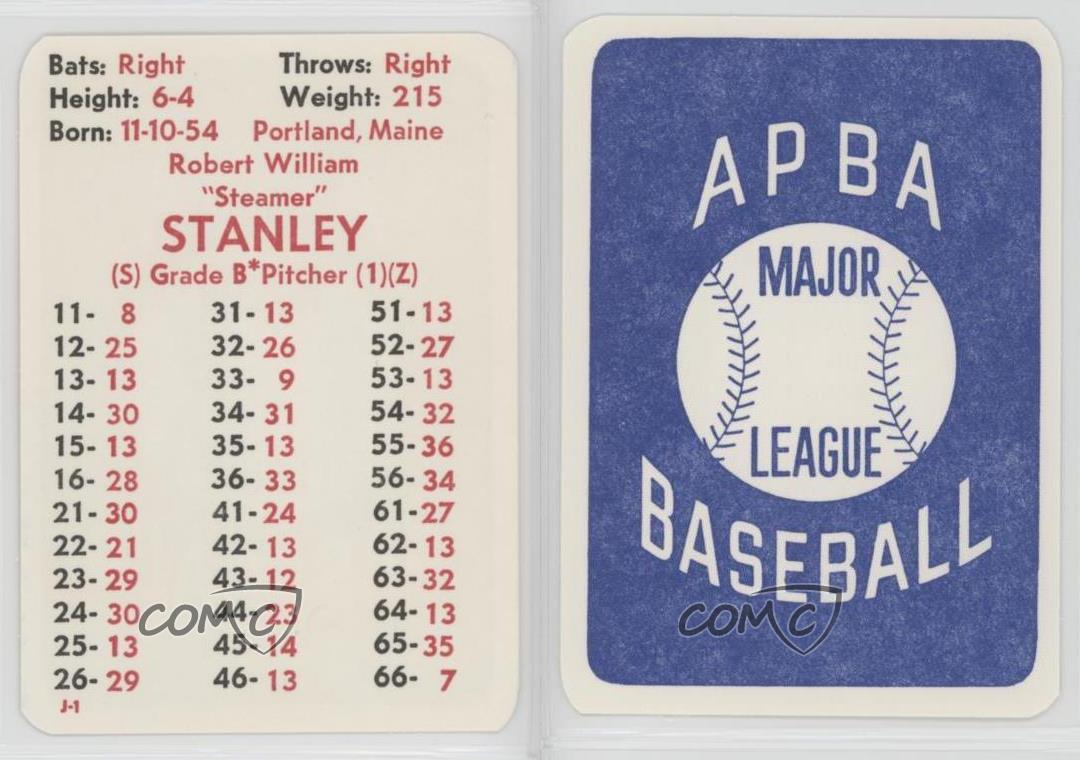 Bats: Right Throws: Right
Height: 6-4 Weight: 215
Born: 11-10-54 Portland, Maine
Robert William
"Steamer"
STANLEY
(S) Grade B*Pitcher (1)(Z)
11- 8 31- 13 51- 13
12- 25 32- 26 52- 27
13- 13 33- 9 53- 13
14- 30 34- 31 54- 32
15- 13 35- 13 55- 36
16- 28 36- 33 56- 34
21- 30 41- 24 61- 27
22- 21 42- 13 62- 13
23- 29 43- 12 63- 32
24- 30 44- 23 64- 13
25- 13 45- 14 65- 35
26- 29 46- 13 66- 7
J-1
COMC
APBA
MAJOR
LEAGUE
BASEBALL
COMC